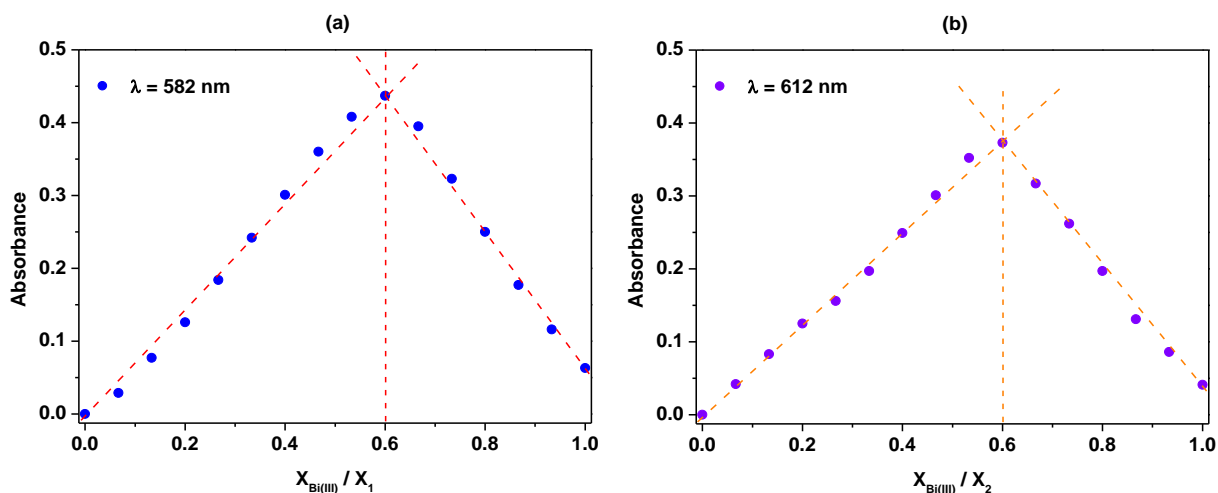 (a)
λ = 582 nm
Absorbance
0.5
0.4
0.3
0.2
0.1
0.0
0.0 0.2 0.4 0.6 0.8 1.0
X_Bi(III) / X_1
(b)
λ = 612 nm
Absorbance
0.5
0.4
0.3
0.2
0.1
0.0
0.0 0.2 0.4 0.6 0.8 1.0
X_Bi(III) / X_2